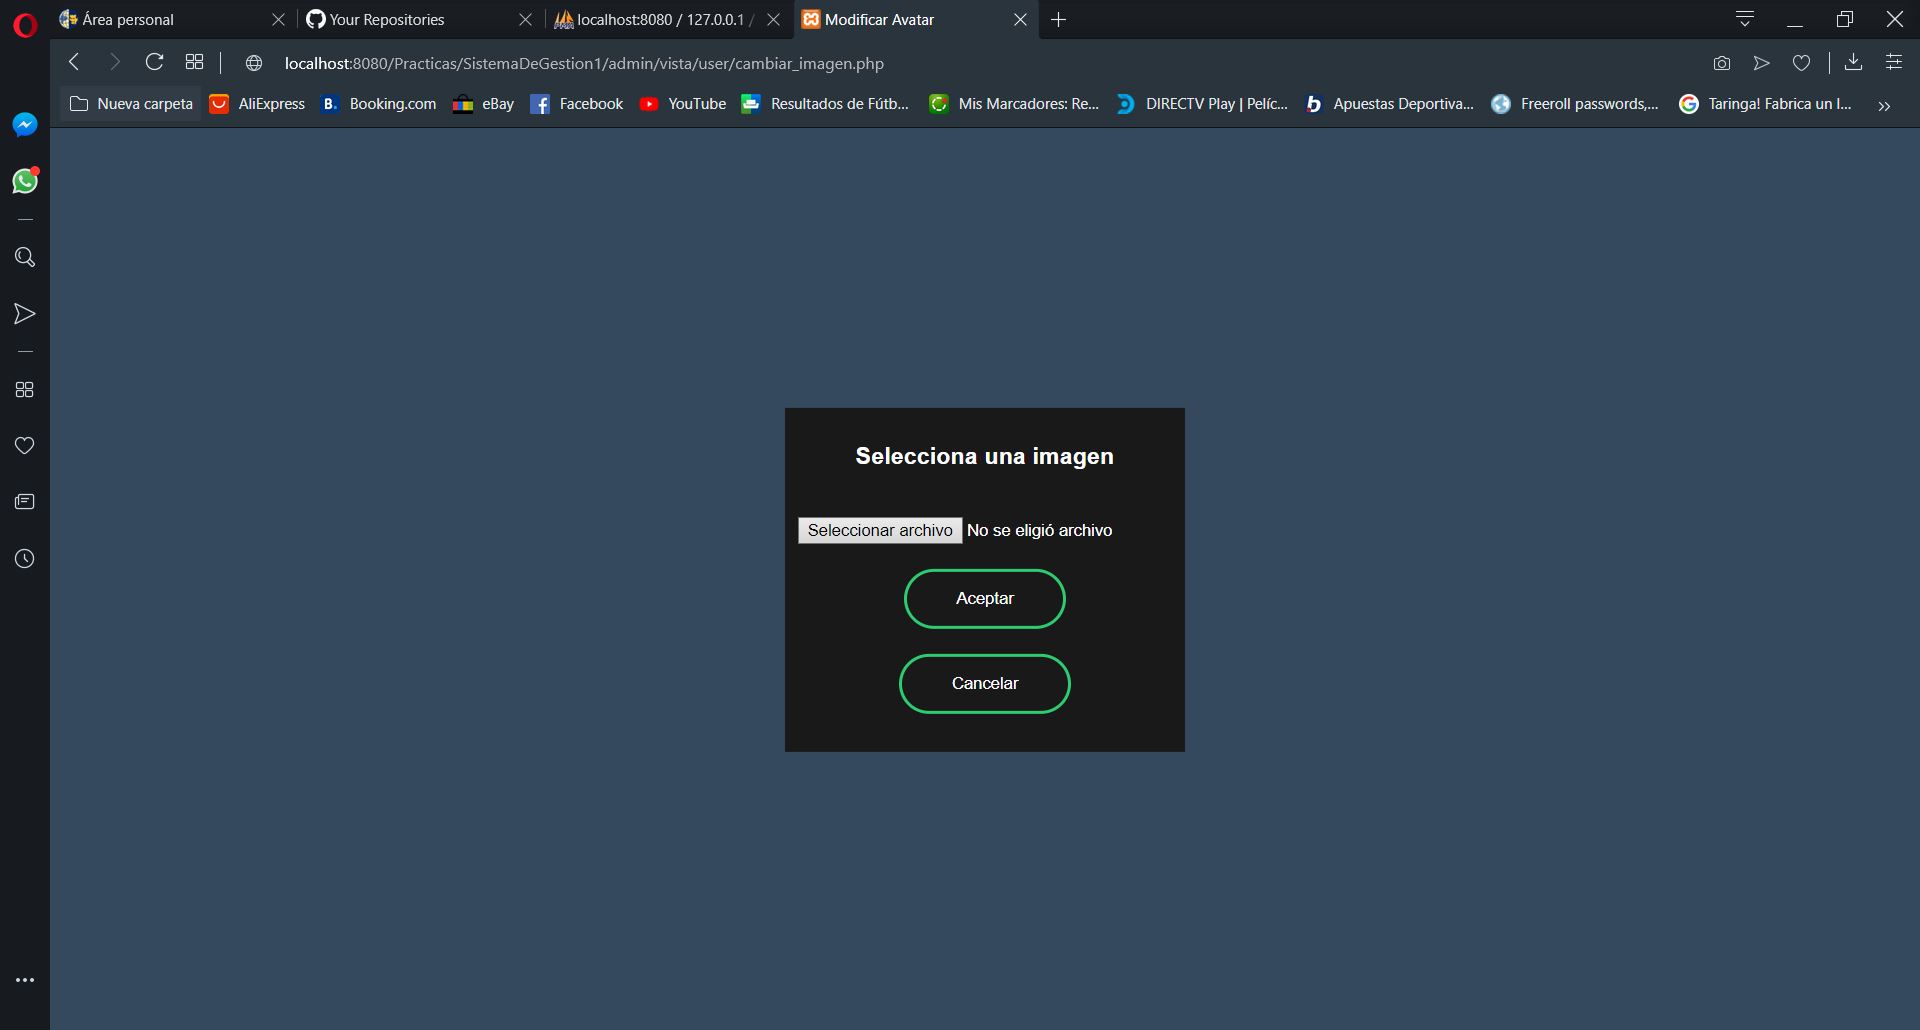 Área personal
Your Repositories
localhost:8080 / 127.0.0.1 /
Modificar Avatar
localhost:8080/Practicas/SistemaDeGestion1/admin/vista/user/cambiar_imagen.php
Nueva carpeta
AliExpress
Booking.com
eBay
Facebook
YouTube
Resultados de Fútb...
Mis Marcadores: Re...
DIRECTV Play | Pelíc...
Apuestas Deportiva...
Freeroll passwords,...
Taringa! Fabrica un I...
Selecciona una imagen
Seleccionar archivo No se eligió archivo
Aceptar
Cancelar